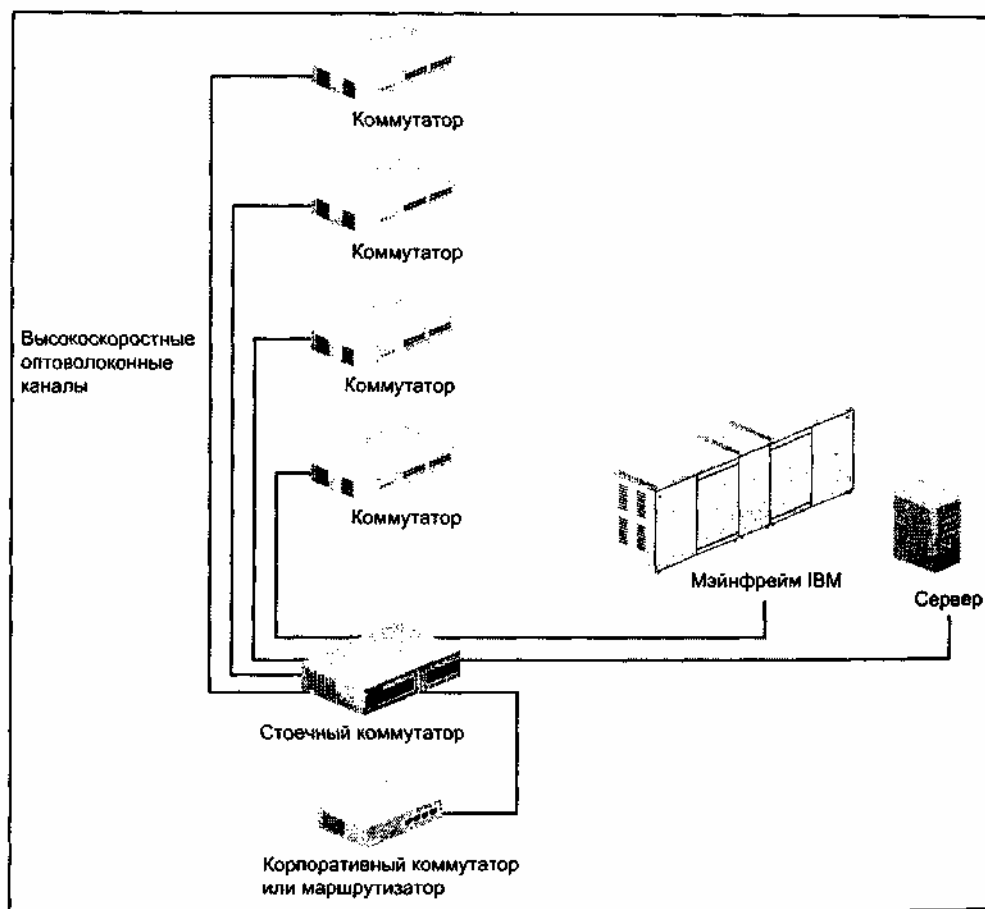 Коммутатор
Коммутатор
Высокоскоростные
оптоволоконные
каналы
Коммутатор
Коммутатор
Мэйнфрейм IBM
Сервер
Стоечный коммутатор
Корпоративный коммутатор
или маршрутизатор